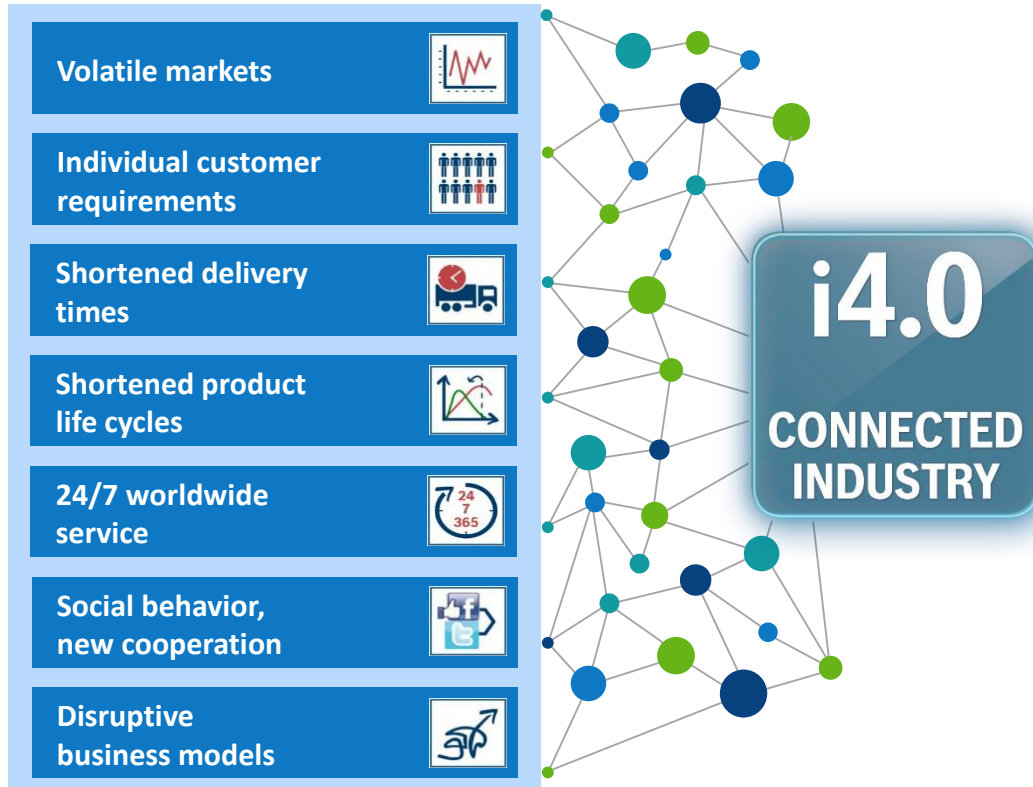 Volatile markets
Individual customer
requirements
Shortened delivery
times
Shortened product
life cycles
24/7 worldwide
service
24
7
365
Social behavior,
new cooperation
f
t
Disruptive
business models
i4.0
CONNECTED
INDUSTRY